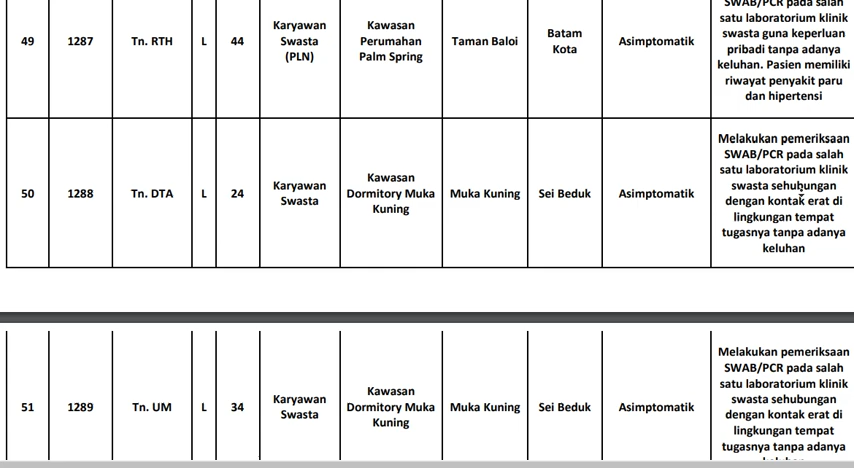 49 1287 Tn. RTH L 44 Karyawan Swasta (PLN) Kawasan Perumahan Palm Spring Taman Baloi Batam Kota Asimptomatik SWAB/PCR pada salah
satu laboratorium klinik
swasta guna keperluan
pribadi tanpa adanya
keluhan. Pasien memiliki
riwayat penyakit paru
dan hipertensi
50 1288 Tn. DTA L 24 Karyawan Swasta Kawasan Dormitory Muka Kuning Muka Kuning Sei Beduk Asimptomatik Melakukan pemeriksaan
SWAB/PCR pada salah
satu laboratorium klinik
swasta sehubungan
dengan kontak erat di
lingkungan tempat
tugasnya tanpa adanya
keluhan
51 1289 Tn. UM L 34 Karyawan Swasta Kawasan Dormitory Muka Kuning Muka Kuning Sei Beduk Asimptomatik Melakukan pemeriksaan
SWAB/PCR pada salah
satu laboratorium klinik
swasta sehubungan
dengan kontak erat di
lingkungan tempat
tugasnya tanpa adanya